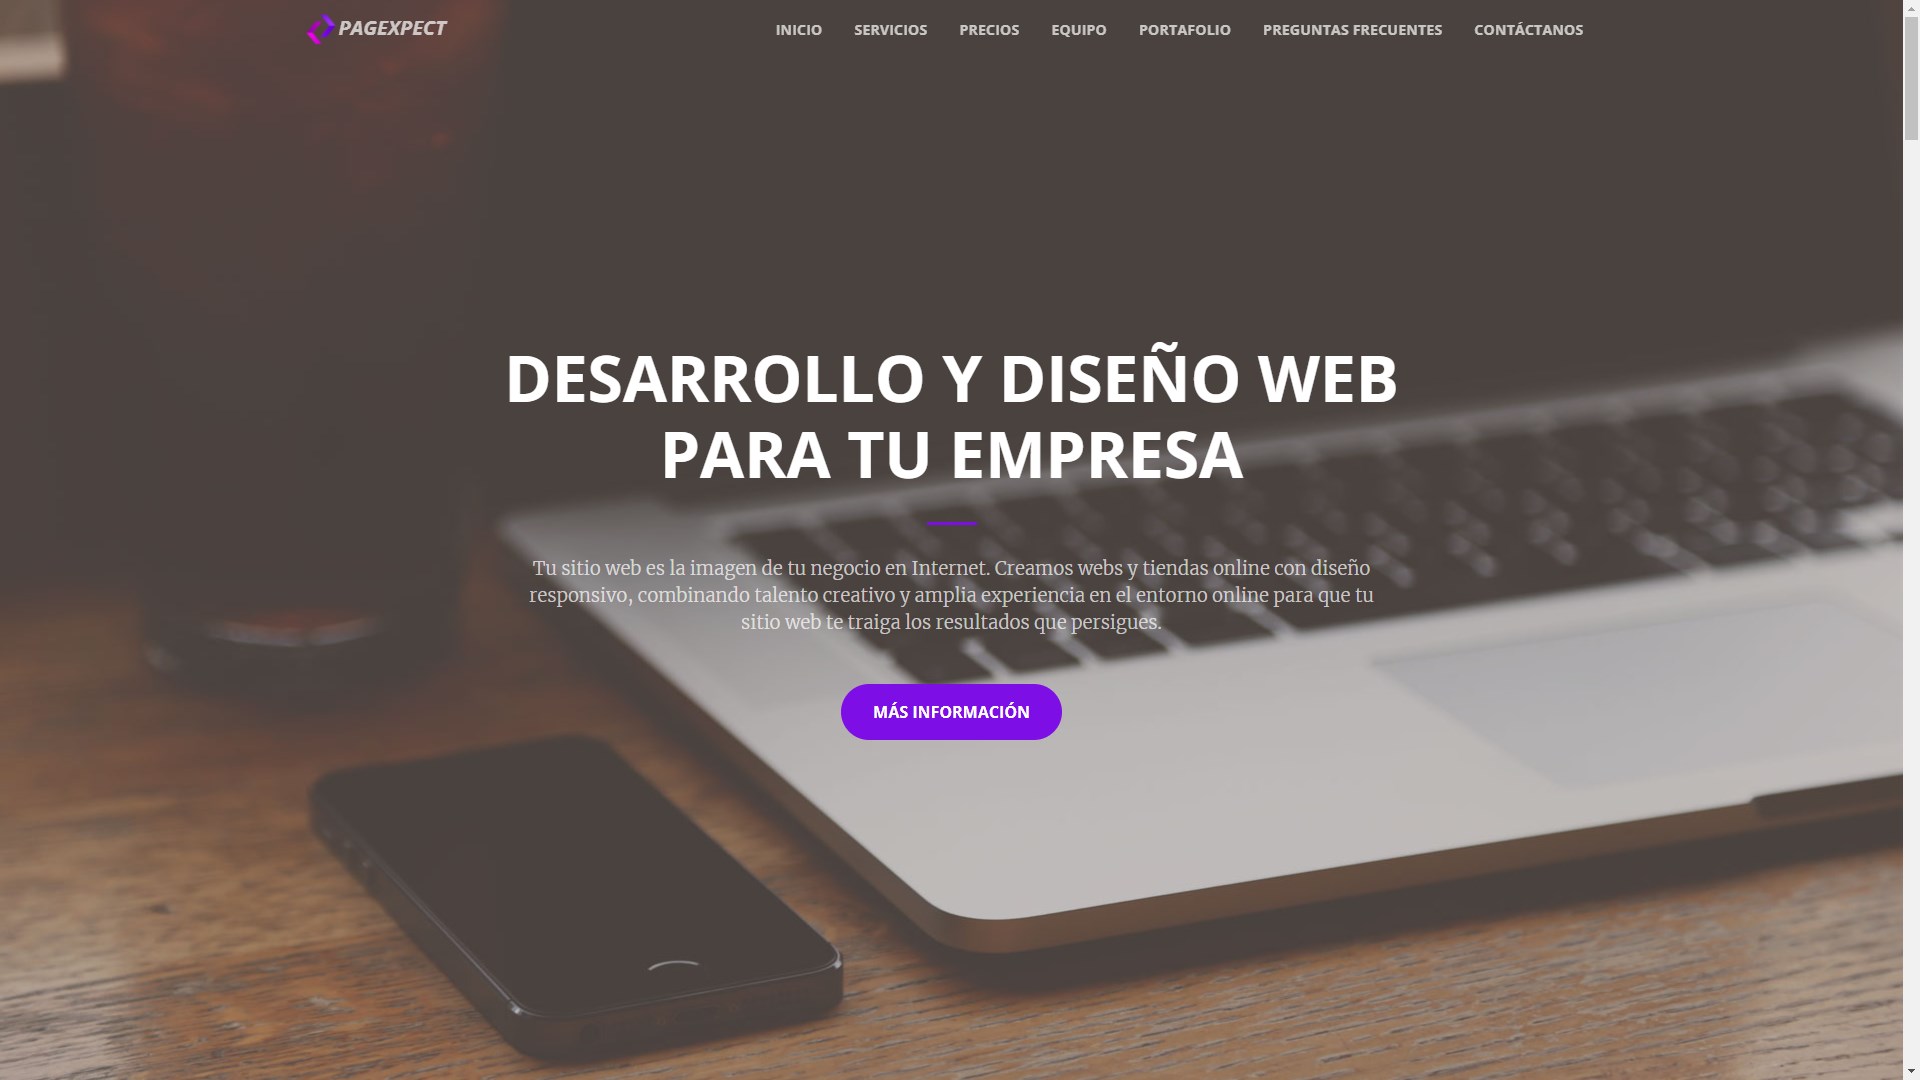 PAGEXPECT
INICIO SERVICIOS PRECIOS EQUIPO PORTAFOLIO PREGUNTAS FRECUENTES CONTÁCTANOS
DESARROLLO Y DISEÑO WEB
PARA TU EMPRESA
Tu sitio web es la imagen de tu negocio en Internet. Creamos webs y tiendas online con diseño
responsivo, combinando talento creativo y amplia experiencia en el entorno online para que tu
sitio web te traiga los resultados que persigues.
MÁS INFORMACIÓN